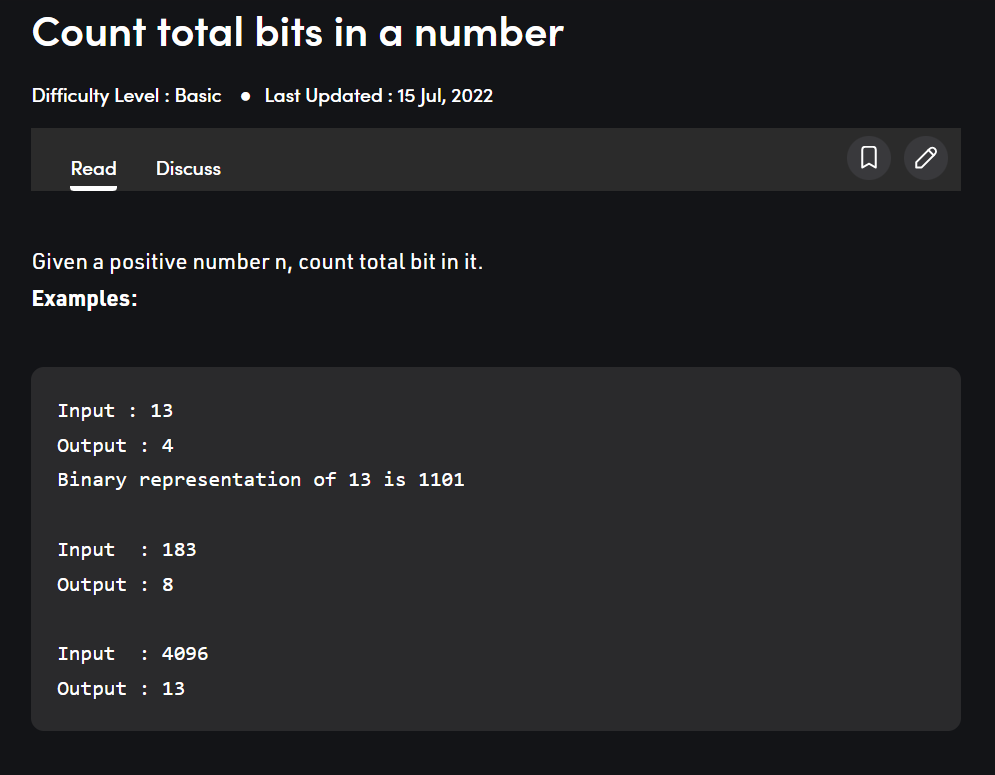 Count total bits in a number
Difficulty Level : Basic ● Last Updated : 15 Jul, 2022
Read Discuss
Given a positive number n, count total bit in it.
Examples:
Input : 13
Output : 4
Binary representation of 13 is 1101
Input  : 183
Output : 8
Input  : 4096
Output : 13